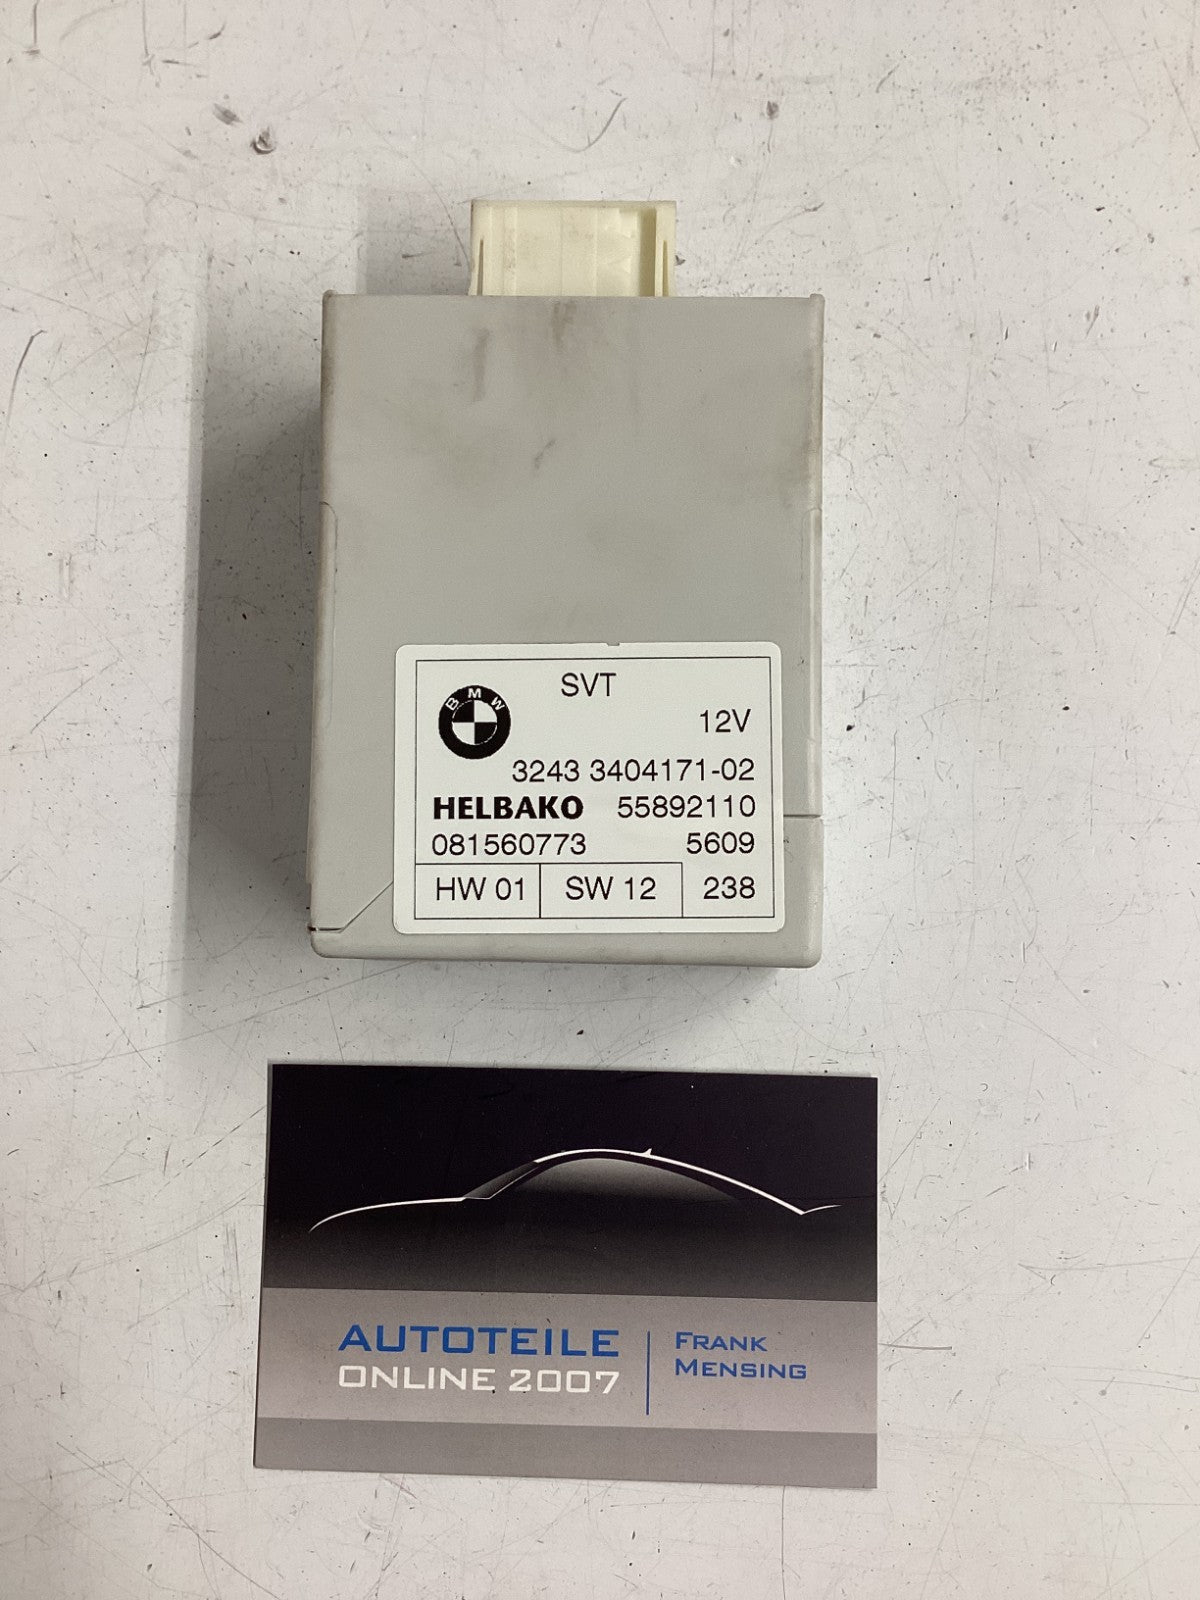 SVT
BMW
12V
3243 3404171-02
HELBAKO 55892110
081560773 5609
HW 01 SW 12 238
AUTOTEILE
ONLINE 2007
FRANK
MENSING